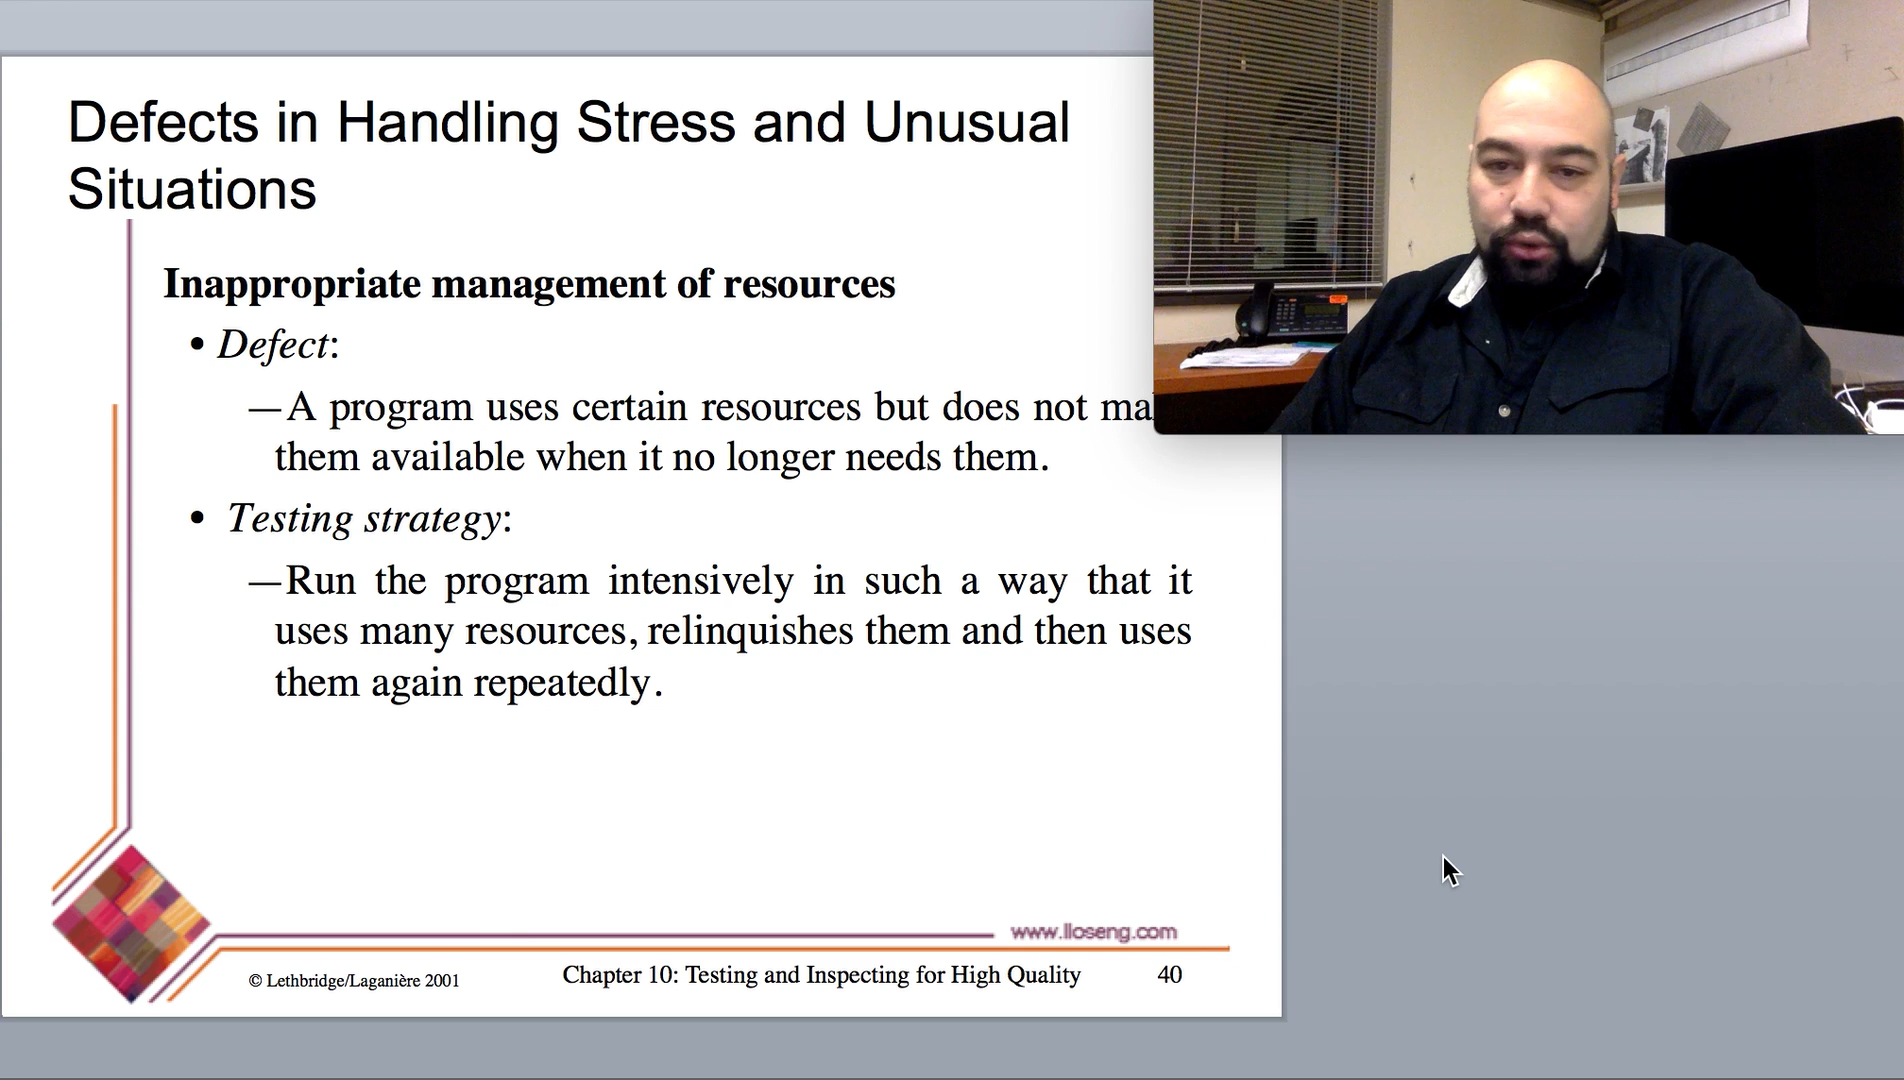 Defects in Handling Stress and Unusual
Situations
Inappropriate management of resources
• Defect:
—A program uses certain resources but does not
them available when it no longer needs them.
• Testing strategy:
—Run the program intensively in such a way that it
uses many resources, relinquishes them and then uses
them again repeatedly.
www.lloseng.com
© Lethbridge/Laganière 2001
Chapter 10: Testing and Inspecting for High Quality
40